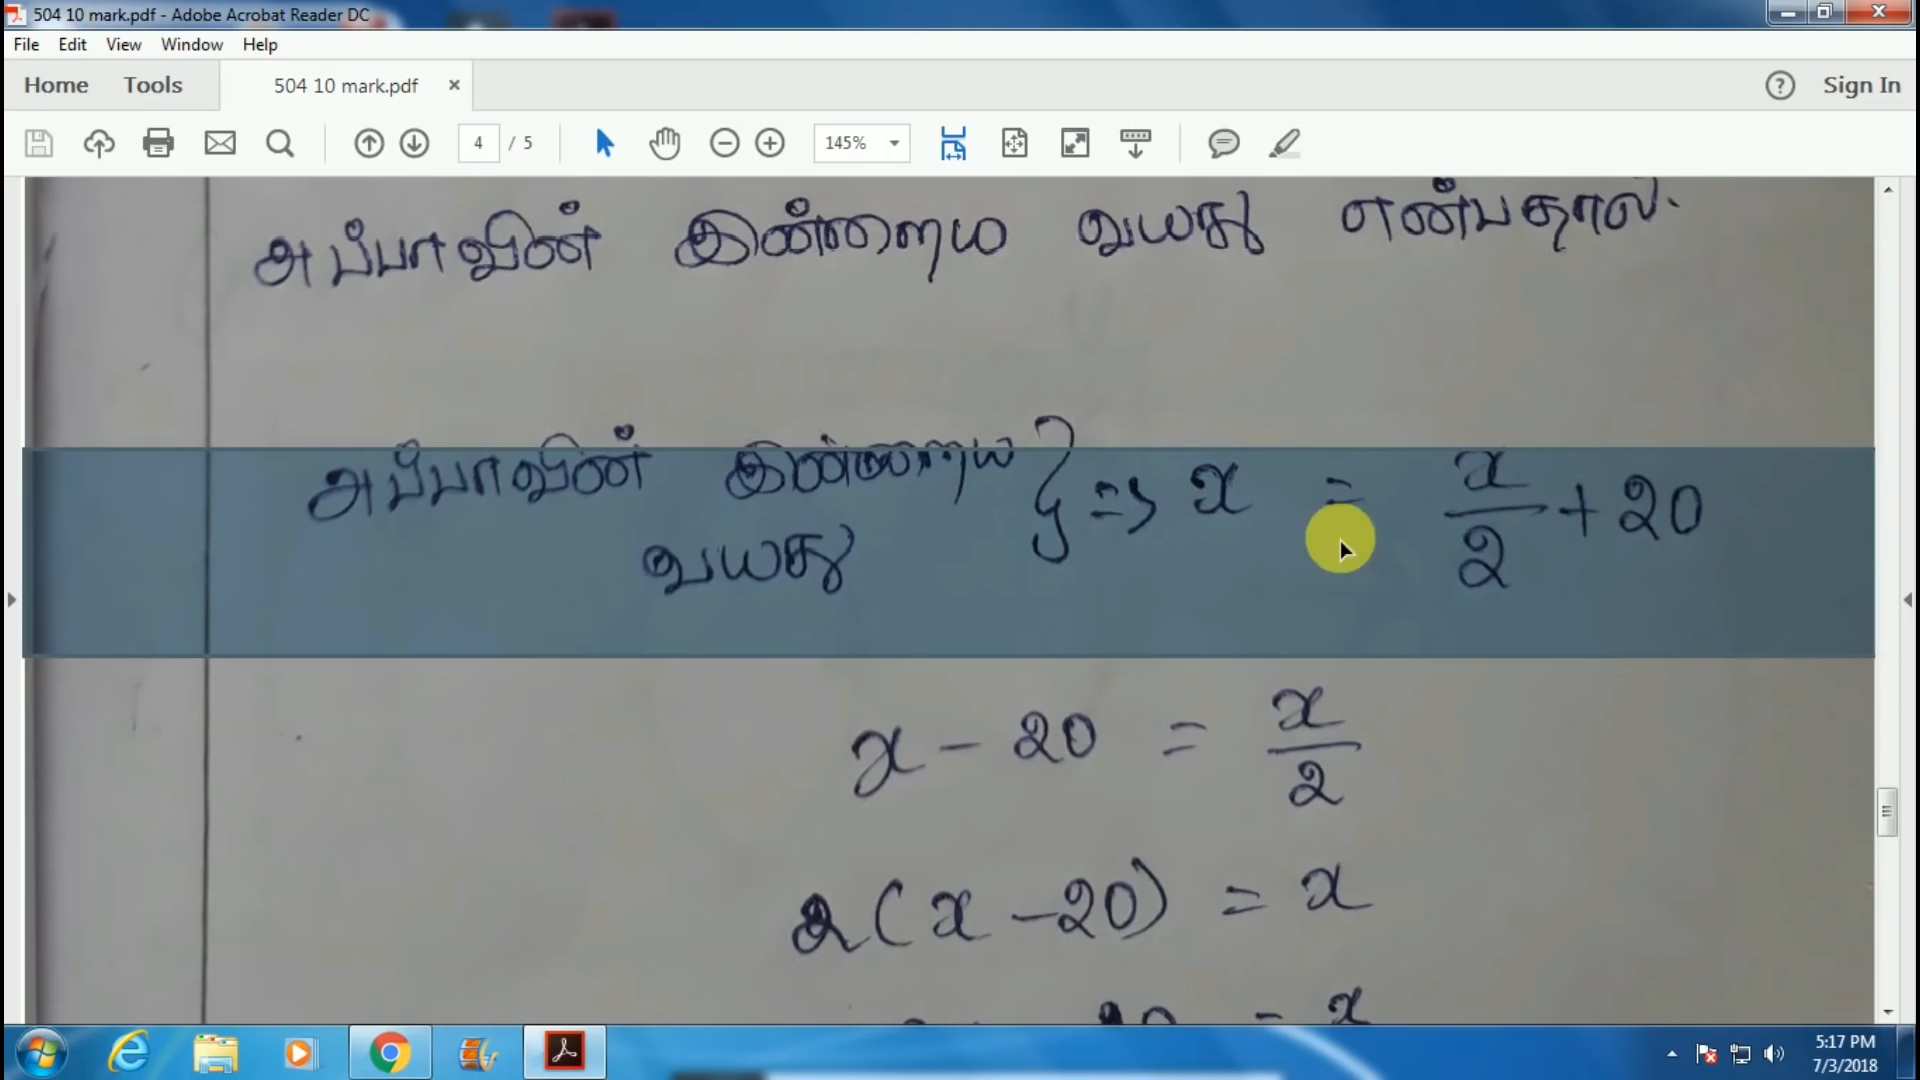 504 10 mark.pdf - Adobe Acrobat Reader DC
File Edit View Window Help
Home Tools 504 10 mark.pdf × Sign In
4 / 5 145%
அப்பாவின் இன்றைய வயது என்பதால்.
அப்பாவின் இன்றைய
வயது } => x = x/2 + 20
x - 20 = x/2
2(x - 20) = x
5:17 PM
7/3/2018